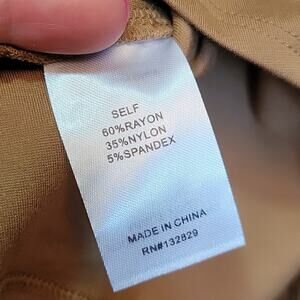 SELF
60%RAYON
35%NYLON
5%SPANDEX
MADE IN CHINA
RN#132829